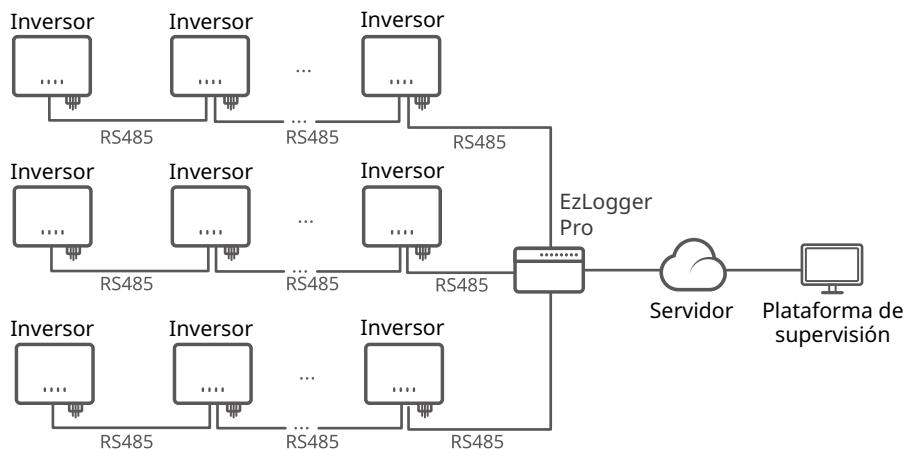 Inversor Inversor Inversor
...
...
RS485 RS485 RS485
Inversor Inversor Inversor
...
EzLogger
Pro
...
RS485 RS485 RS485
Servidor Plataforma de
supervisión
Inversor Inversor Inversor
...
...
RS485 RS485 RS485